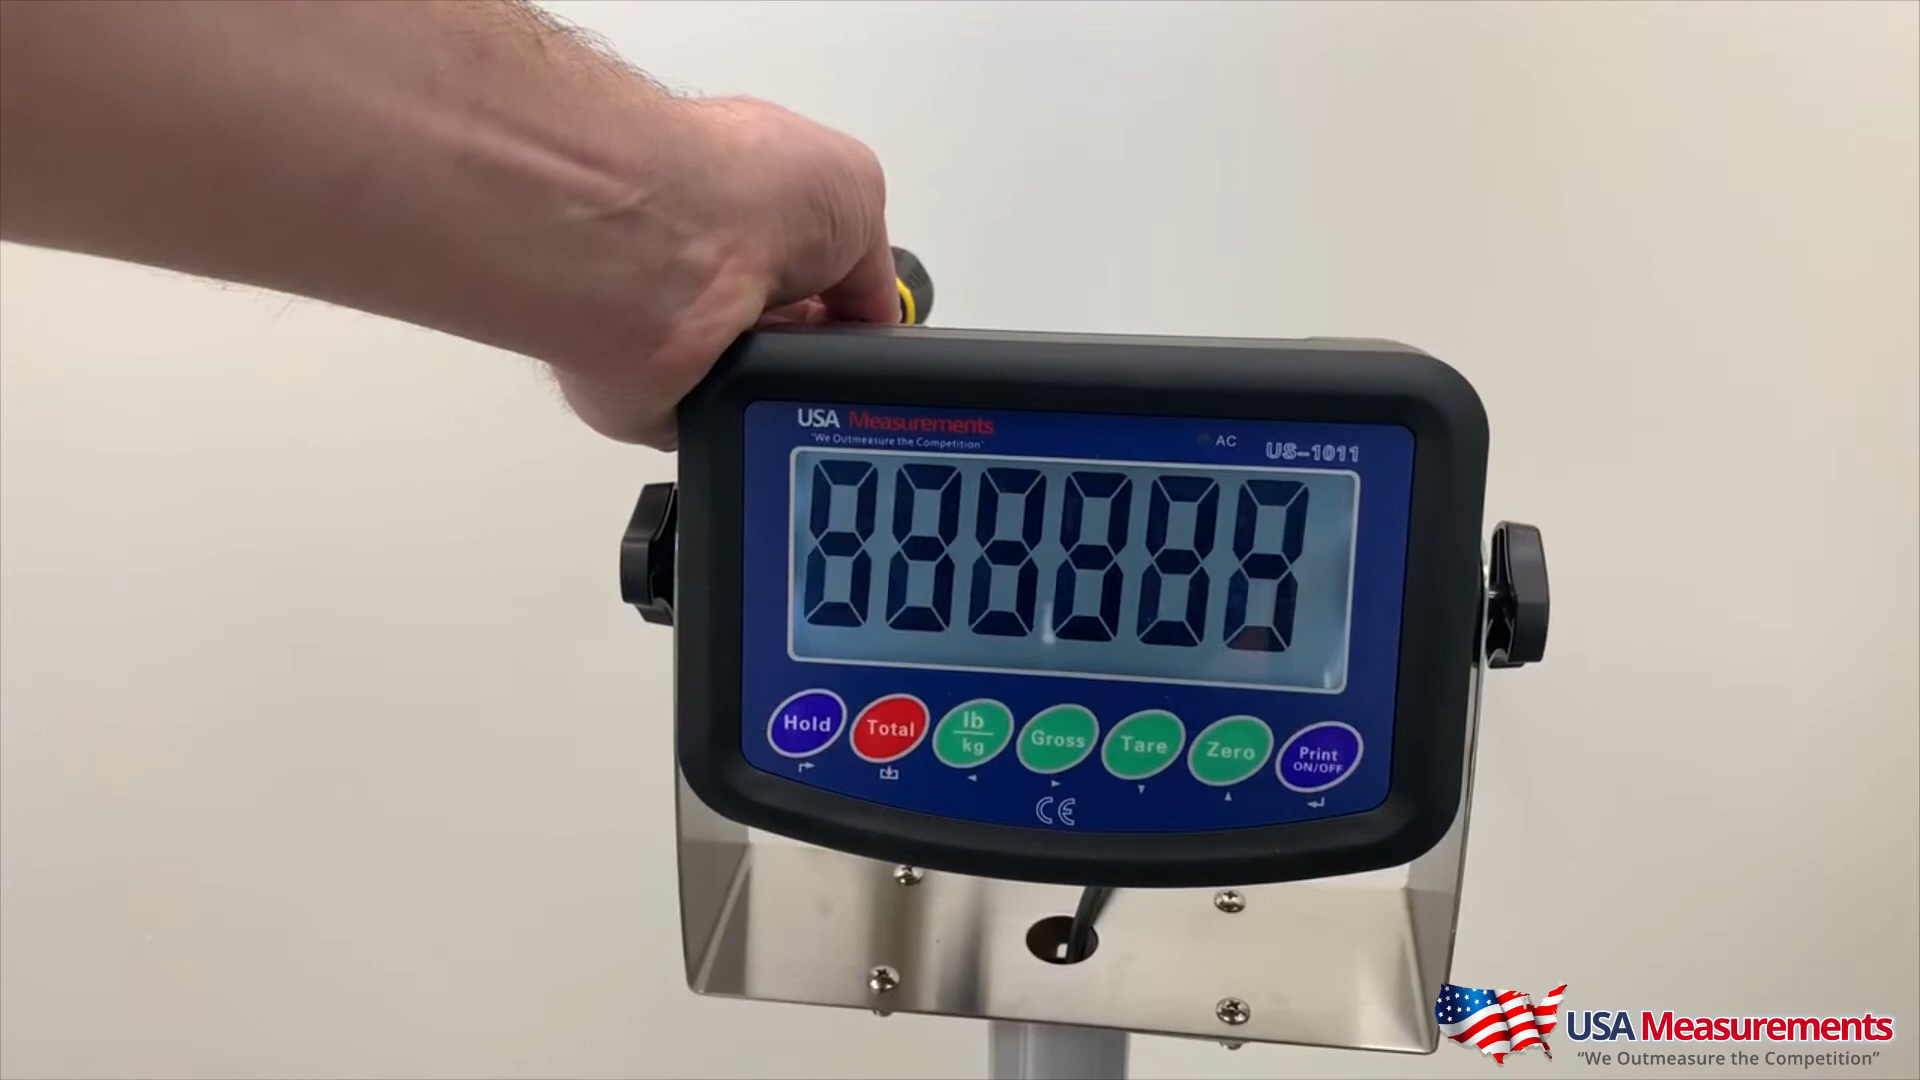 USA Measurements
"We Outmeasure the Competition"
AC
US-1011
888888
Hold
Total
lb
kg
Gross
Tare
Zero
Print
ON/OFF
CE
USA Measurements
"We Outmeasure the Competition"